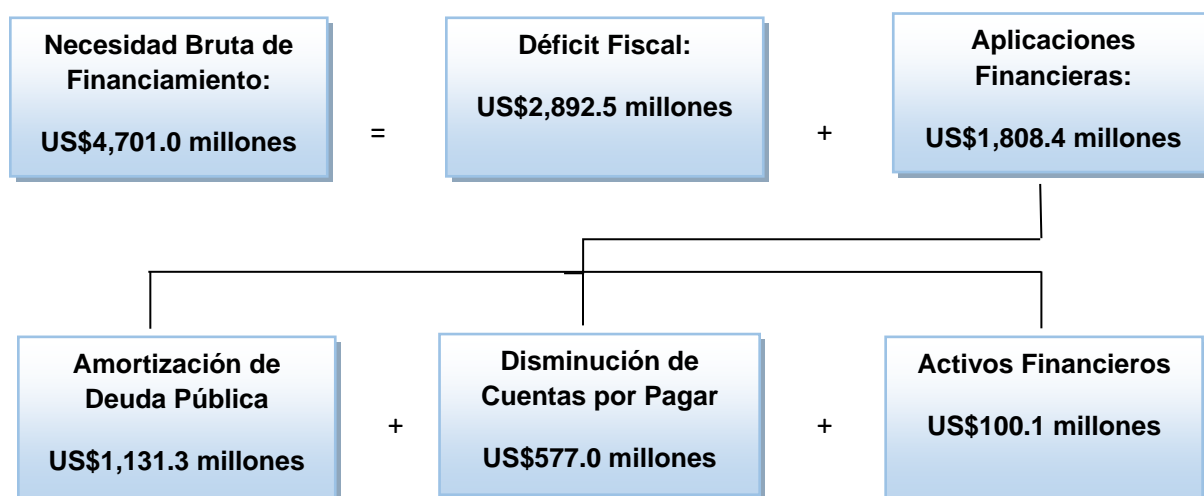 Necesidad Bruta de
Financiamiento:
US$4,701.0 millones
=
Déficit Fiscal:
US$2,892.5 millones
+
Aplicaciones
Financieras:
US$1,808.4 millones
Amortización de
Deuda Pública
US$1,131.3 millones
+
Disminución de
Cuentas por Pagar
US$577.0 millones
+
Activos Financieros
US$100.1 millones